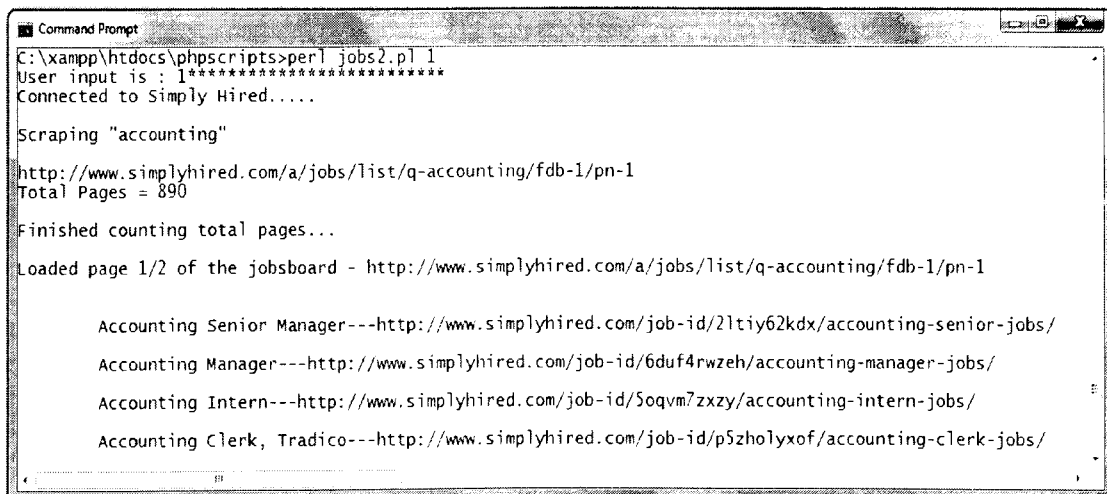 Command Prompt
C:\xampp\htdocs\phpscripts>perl jobs2.pl 1
User input is : 1**************************
Connected to Simply Hired.....
Scraping "accounting"
http://www.simplyhired.com/a/jobs/list/q-accounting/fdb-1/pn-1
Total Pages = 890
Finished counting total pages...
Loaded page 1/2 of the jobsboard - http://www.simplyhired.com/a/jobs/list/q-accounting/fdb-1/pn-1
Accounting Senior Manager---http://www.simplyhired.com/job-id/2ltiy62kdx/accounting-senior-jobs/
Accounting Manager---http://www.simplyhired.com/job-id/6duf4rwzeh/accounting-manager-jobs/
Accounting Intern---http://www.simplyhired.com/job-id/5oqvm7zxzy/accounting-intern-jobs/
Accounting Clerk, Tradico---http://www.simplyhired.com/job-id/p5zholyxof/accounting-clerk-jobs/